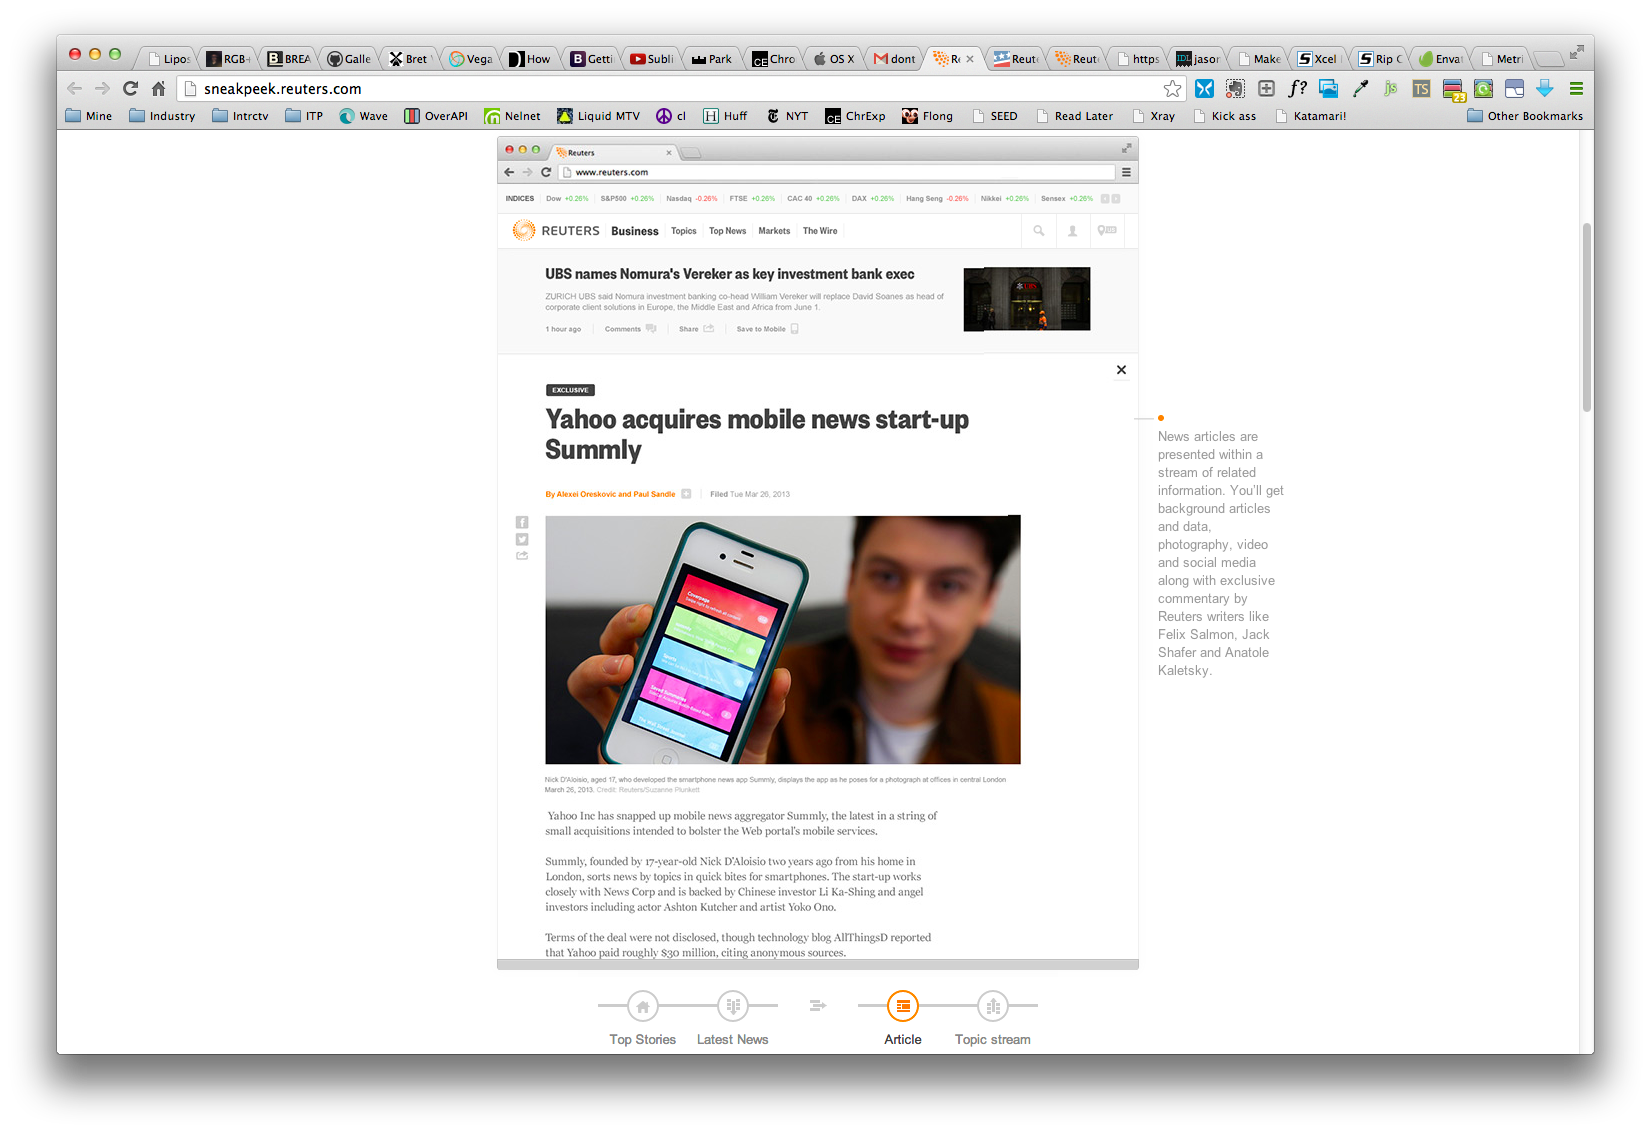 Lipos
RGB+
BREA
Galle
Bret
Vega
How
Getti
Subli
Park
Chro
OS X
dont
Re
Reute
Reute
https
jasor
Make
Xcel
Rip C
Envat
Metri
sneakpeek.reuters.com
Mine
Industry
Intrctv
ITP
Wave
OverAPI
Nelnet
Liquid MTV
cl
Huff
NYT
ChrExp
Flong
SEED
Read Later
Xray
Kick ass
Katamari!
Other Bookmarks
Reuters
www.reuters.com
INDICES Dow +0.26% S&P500 +0.26% Nasdaq -0.26% FTSE +0.26% CAC 40 +0.26% DAX +0.26% Hang Seng -0.26% Nikkei +0.26% Sensex +0.26%
REUTERS Business Topics Top News Markets The Wire US
UBS names Nomura's Vereker as key investment bank exec
ZURICH UBS said Nomura investment banking co-head William Vereker will replace David Soanes as head of
corporate client solutions in Europe, the Middle East and Africa from June 1.
1 hour ago Comments Share Save to Mobile
UBS
EXCLUSIVE
Yahoo acquires mobile news start-up
Summly
By Alexei Oreskovic and Paul Sandle Filed Tue Mar 26, 2013
Coverpage
Sports
Nick D'Aloisio, aged 17, who developed the smartphone news app Summly, displays the app as he poses for a photograph at offices in central London
March 26, 2013. Credit: Reuters/Suzanne Plunkett
Yahoo Inc has snapped up mobile news aggregator Summly, the latest in a string of
small acquisitions intended to bolster the Web portal's mobile services.
Summly, founded by 17-year-old Nick D'Aloisio two years ago from his home in
London, sorts news by topics in quick bites for smartphones. The start-up works
closely with News Corp and is backed by Chinese investor Li Ka-Shing and angel
investors including actor Ashton Kutcher and artist Yoko Ono.
Terms of the deal were not disclosed, though technology blog AllThingsD reported
that Yahoo paid roughly $30 million, citing anonymous sources.
News articles are
presented within a
stream of related
information. You'll get
background articles
and data,
photography, video
and social media
along with exclusive
commentary by
Reuters writers like
Felix Salmon, Jack
Shafer and Anatole
Kaletsky.
Top Stories
Latest News
Article
Topic stream